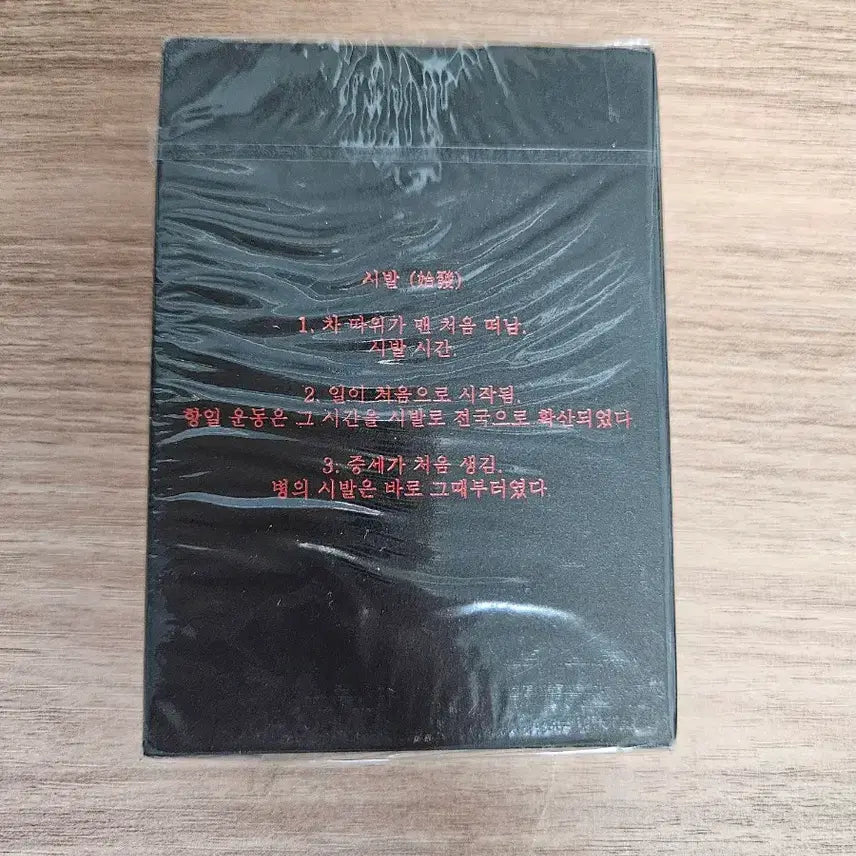 시발 (始發)
1. 차 따위가 맨 처음 떠남.
시발 시간.
2. 일이 처음으로 시작됨.
항일 운동은 그 시간을 시발로 전국으로 확산되었다.
3. 증세가 처음 생김.
병의 시발은 바로 그때부터였다.